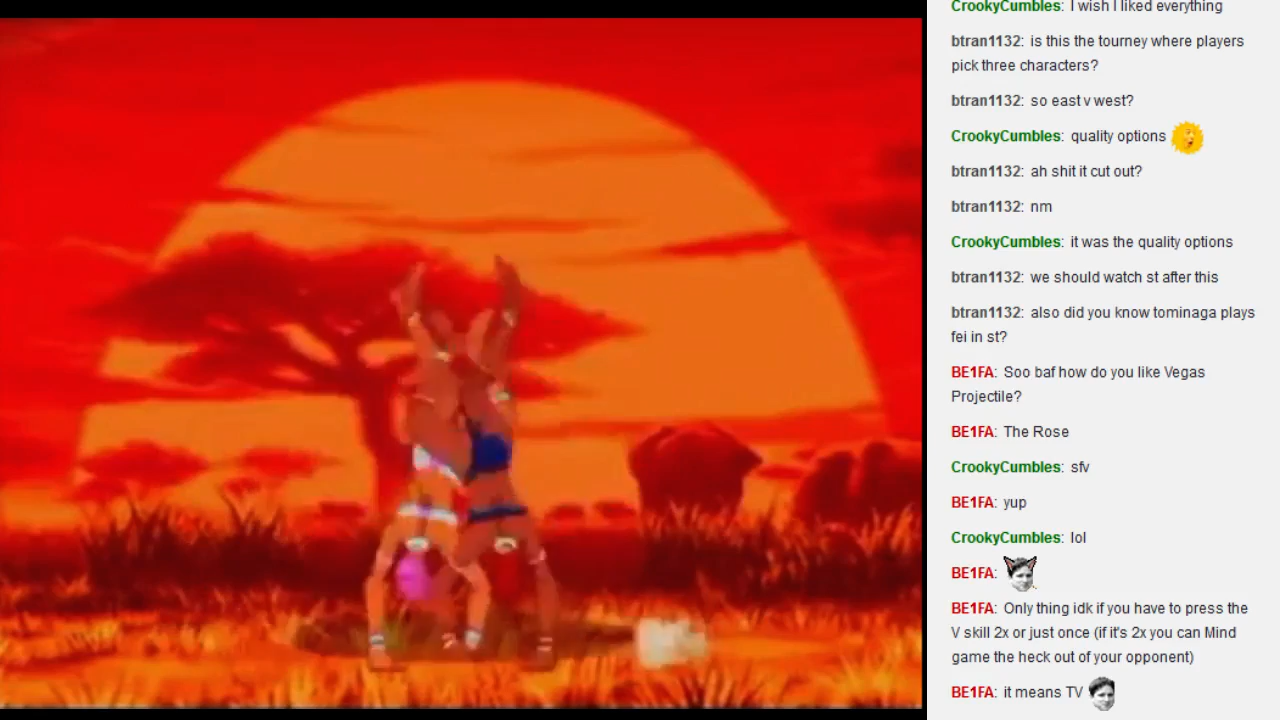 CrookyCumbles: I wish I liked everything
btran1132: is this the tourney where players
pick three characters?
btran1132: so east v west?
CrookyCumbles: quality options
btran1132: ah shit it cut out?
btran1132: nm
CrookyCumbles: it was the quality options
btran1132: we should watch st after this
btran1132: also did you know tominaga plays
fei in st?
BE1FA: Soo baf how do you like Vegas
Projectile?
BE1FA: The Rose
CrookyCumbles: sfv
BE1FA: yup
CrookyCumbles: lol
BE1FA:
BE1FA: Only thing idk if you have to press the
V skill 2x or just once (if it's 2x you can Mind
game the heck out of your opponent)
BE1FA: it means TV